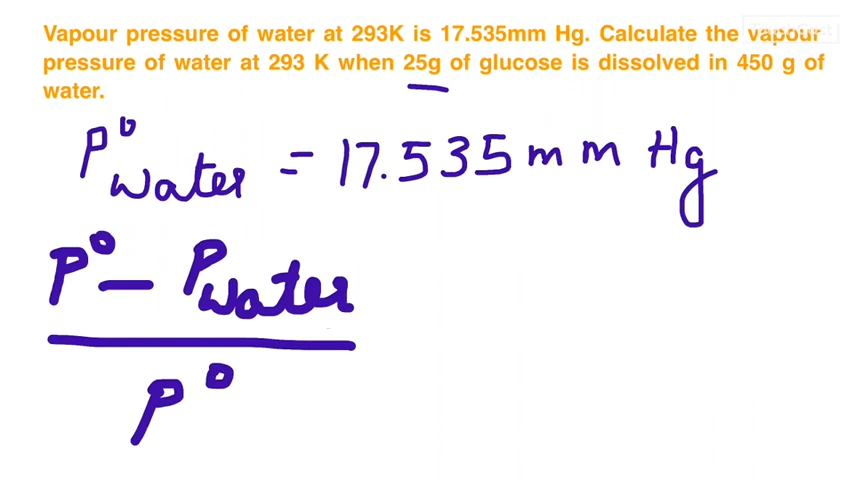 Vapour pressure of water at 293K is 17.535mm Hg. Calculate the vapour
pressure of water at 293 K when 25g of glucose is dissolved in 450 g of
water.
P° water = 17.535 mm Hg
P° - P water
P°